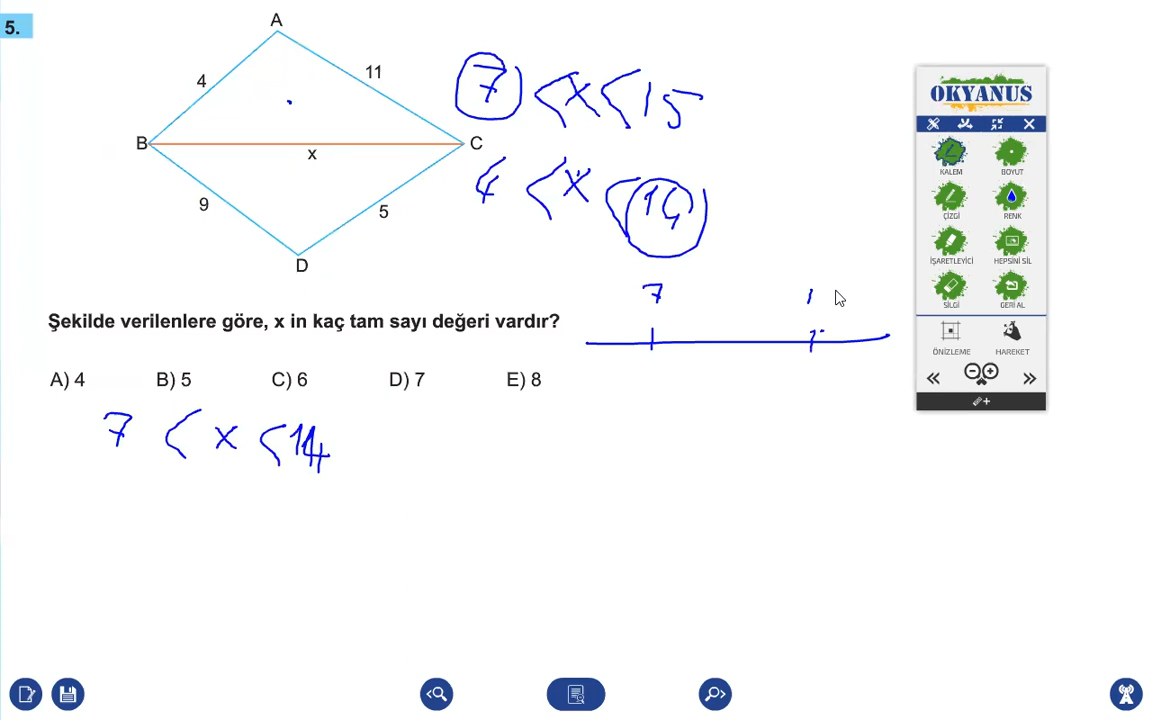 5.
A
4
11
7 < x < 15
B
x
C
4 < x < 14
9
5
D
7
1
Şekilde verilenlere göre, x in kaç tam sayı değeri vardır?
A) 4 B) 5 C) 6 D) 7 E) 8
7 < x < 14
OKYANUS
KALEM BOYUT
ÇİZGİ RENK
İŞARETLEYİCİ HEPSİNİ SİL
SİLGİ GERİ AL
ÖNİZLEME HAREKET